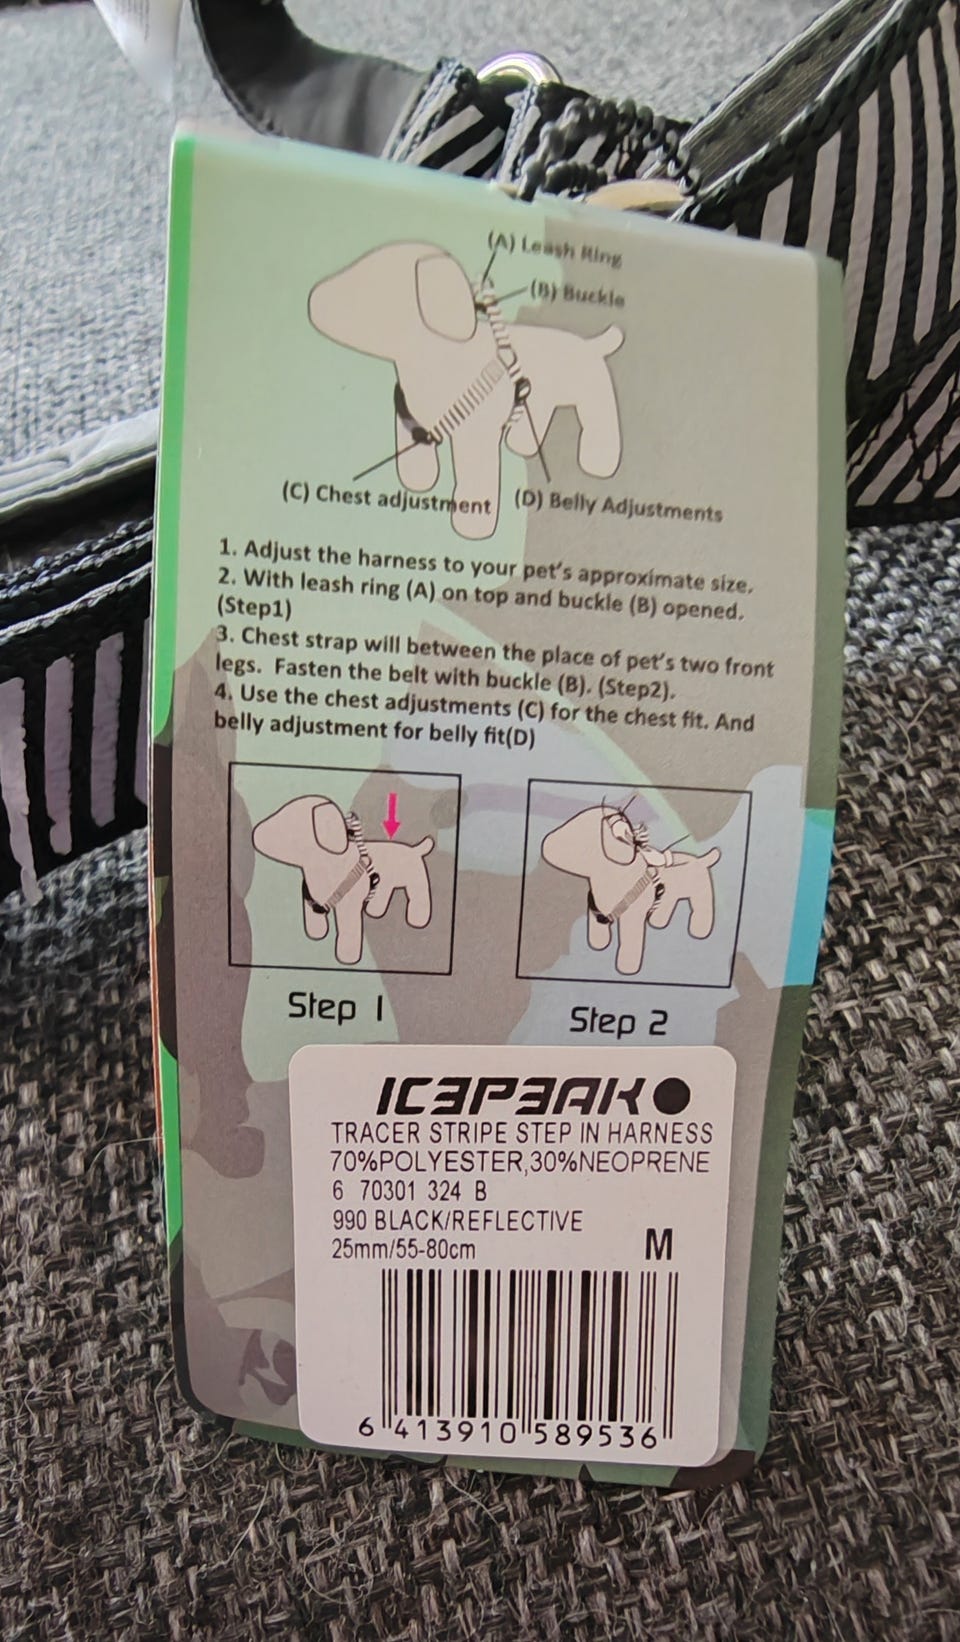 (A) Leash Ring
(B) Buckle
(C) Chest adjustment
(D) Belly Adjustments
1. Adjust the harness to your pet's approximate size.
2. With leash ring (A) on top and buckle (B) opened.
(Step1)
3. Chest strap will between the place of pet's two front
legs. Fasten the belt with buckle (B). (Step2).
4. Use the chest adjustments (C) for the chest fit. And
belly adjustment for belly fit(D)
Step 1
Step 2
ICEPEAK
TRACER STRIPE STEP IN HARNESS
70%POLYESTER,30%NEOPRENE
6 70301 324 B
990 BLACK/REFLECTIVE
25mm/55-80cm
M
6 413910 589536